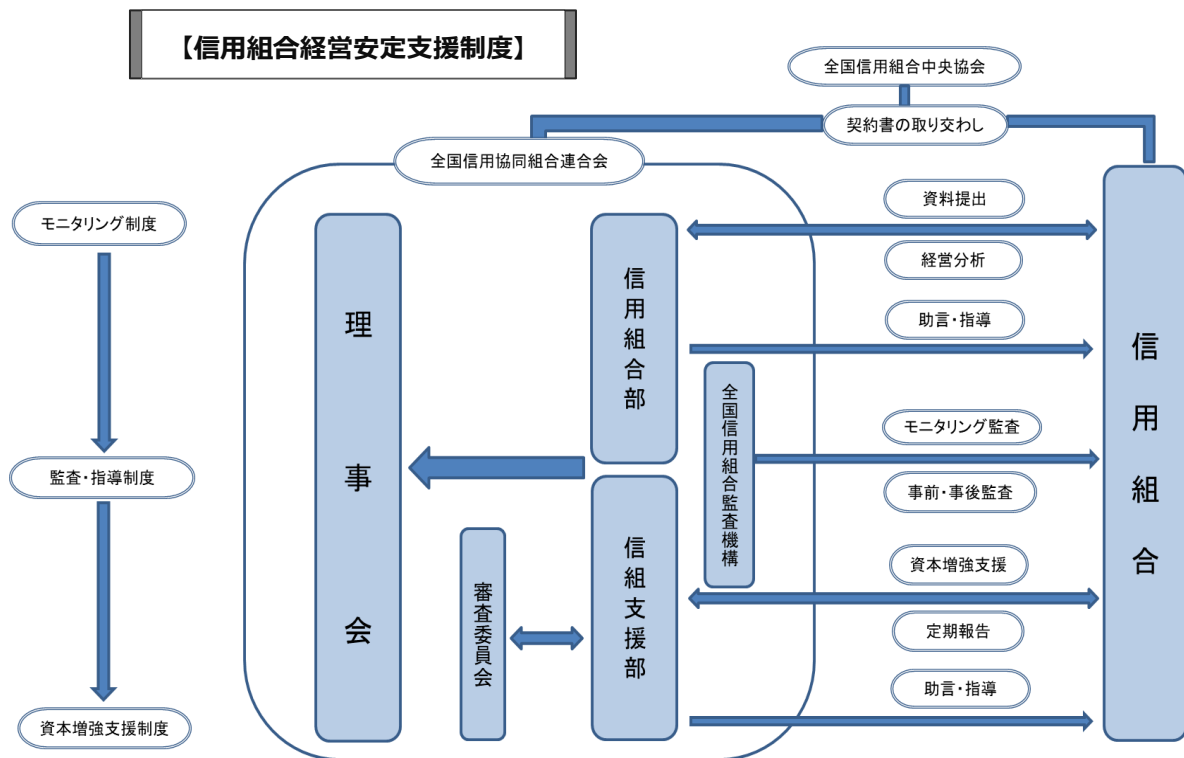 【信用組合経営安定支援制度】
全国信用組合中央協会
契約書の取り交わし
全国信用協同組合連合会
モニタリング制度
監査・指導制度
資本増強支援制度
理事会
審査委員会
信用組合部
信組支援部
全国信用組合監査機構
資料提出
経営分析
助言・指導
モニタリング監査
事前・事後監査
資本増強支援
定期報告
助言・指導
信用組合